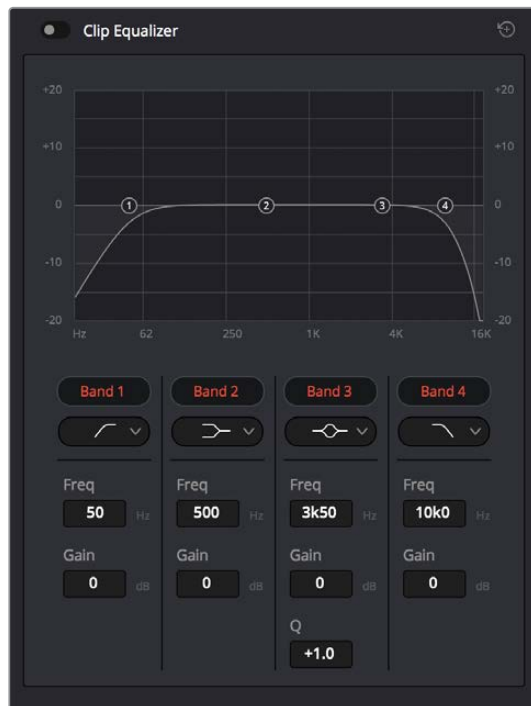 Clip Equalizer
+20 +20
+10 +10
0 1 2 3 4 0
-10 -10
-20 -20
Hz 62 250 1K 4K 16K
Band 1 Band 2 Band 3 Band 4
Freq Freq Freq Freq
50 Hz 500 Hz 3k50 Hz 10k0 Hz
Gain Gain Gain Gain
0 dB 0 dB 0 dB 0 dB
Q
+1.0